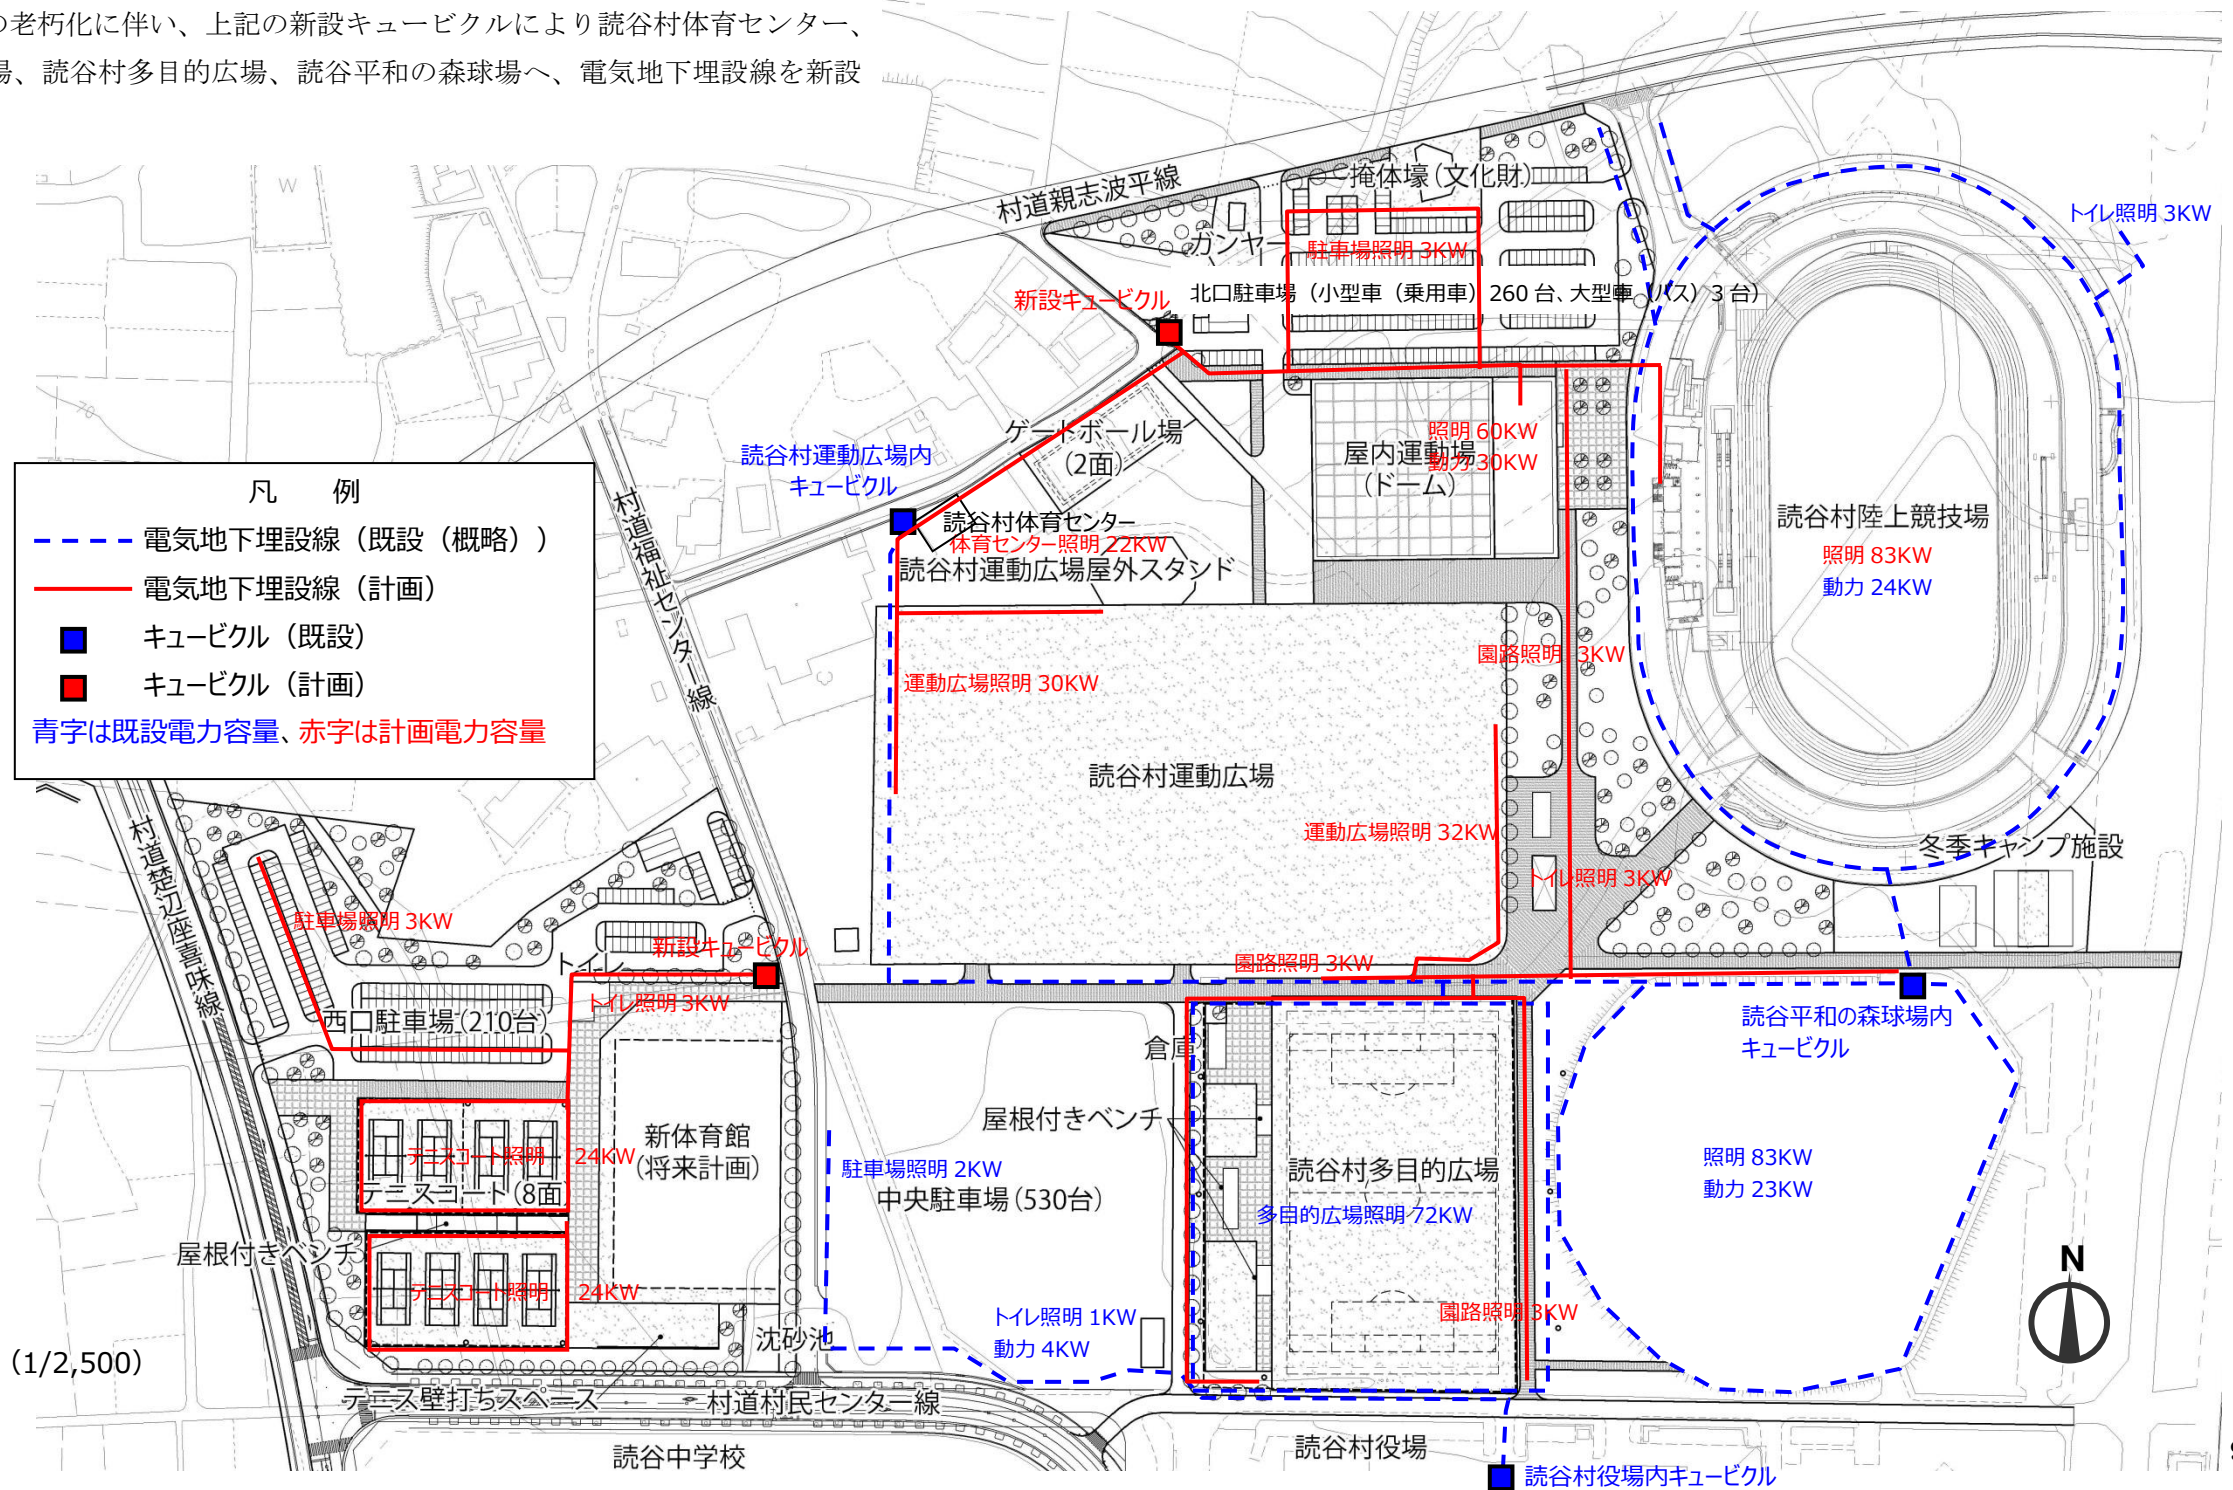 の老朽化に伴い、上記の新設キュービクルにより読谷村体育センター、
場、読谷村多目的広場、読谷平和の森球場へ、電気地下埋設線を新設
W
70
村道親志波平線
掩体壕(文化財)
ガンヤー
駐車場照明 3KW
トイレ照明 3KW
新設キュービクル
北口駐車場(小型車(乗用車)260台、大型車(バス)3台)
ゲートボール場
(2面)
照明 60KW
動力 30KW
屋内運動場
(ドーム)
読谷村運動広場内
キュービクル
凡 例
電気地下埋設線(既設(概略))
電気地下埋設線(計画)
キュービクル(既設)
キュービクル(計画)
青字は既設電力容量、赤字は計画電力容量
村道福祉センター線
読谷村体育センター
体育センター照明 22KW
読谷村運動広場屋外スタンド
読谷村陸上競技場
照明 83KW
動力 24KW
園路照明 3KW
運動広場照明 30KW
読谷村運動広場
運動広場照明 32KW
トイレ照明 3KW
冬季キャンプ施設
村道楚辺座喜味線
駐車場照明 3KW
トイレ
新設キュービクル
トイレ照明 3KW
西口駐車場(210台)
園路照明 3KW
読谷平和の森球場内
キュービクル
倉庫
屋根付きベンチ
新体育館
(将来計画)
テニスコート照明 24KW
テニスコート(8面)
駐車場照明 2KW
中央駐車場(530台)
読谷村多目的広場
多目的広場照明 72KW
照明 83KW
動力 23KW
屋根付きベンチ
テニスコート照明 24KW
トイレ照明 1KW
動力 4KW
園路照明 3KW
N
沈砂池
(1/2,500)
テニス壁打ちスペース
村道村民センター線
読谷中学校
読谷村役場
読谷村役場内キュービクル